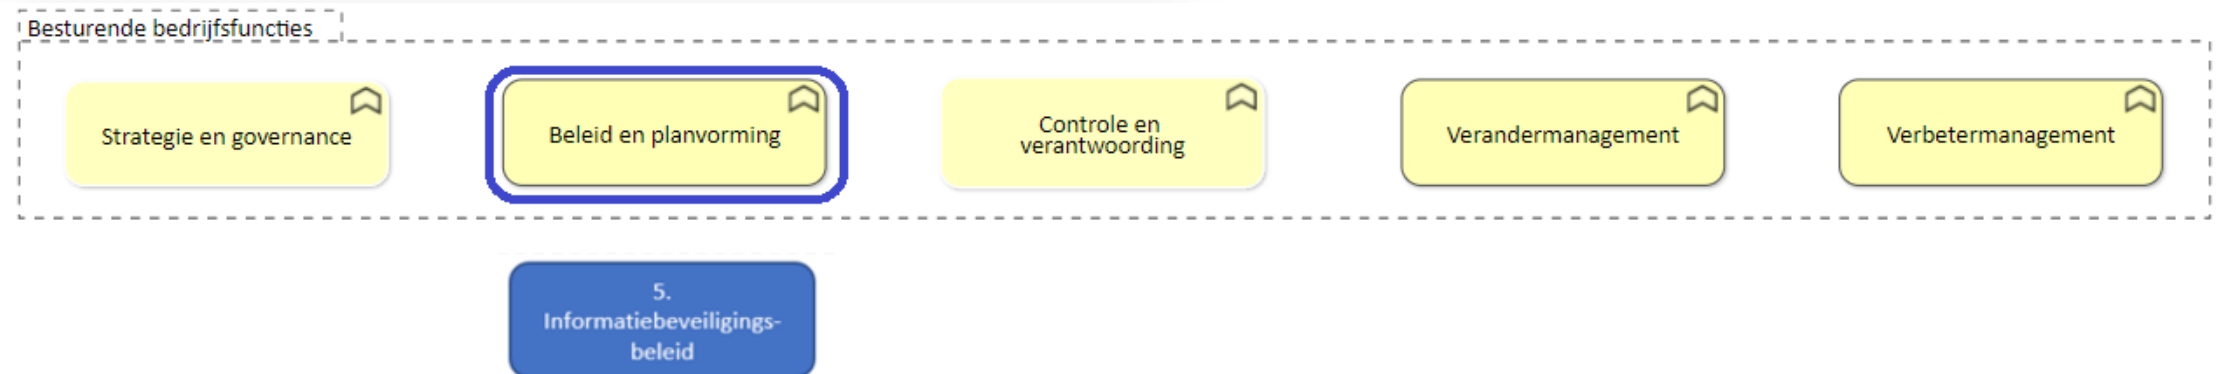 Besturende bedrijfsfuncties
Strategie en governance
Beleid en planvorming
Controle en
verantwoording
Verandermanagement
Verbetermanagement
5.
Informatiebeveiligings-
beleid